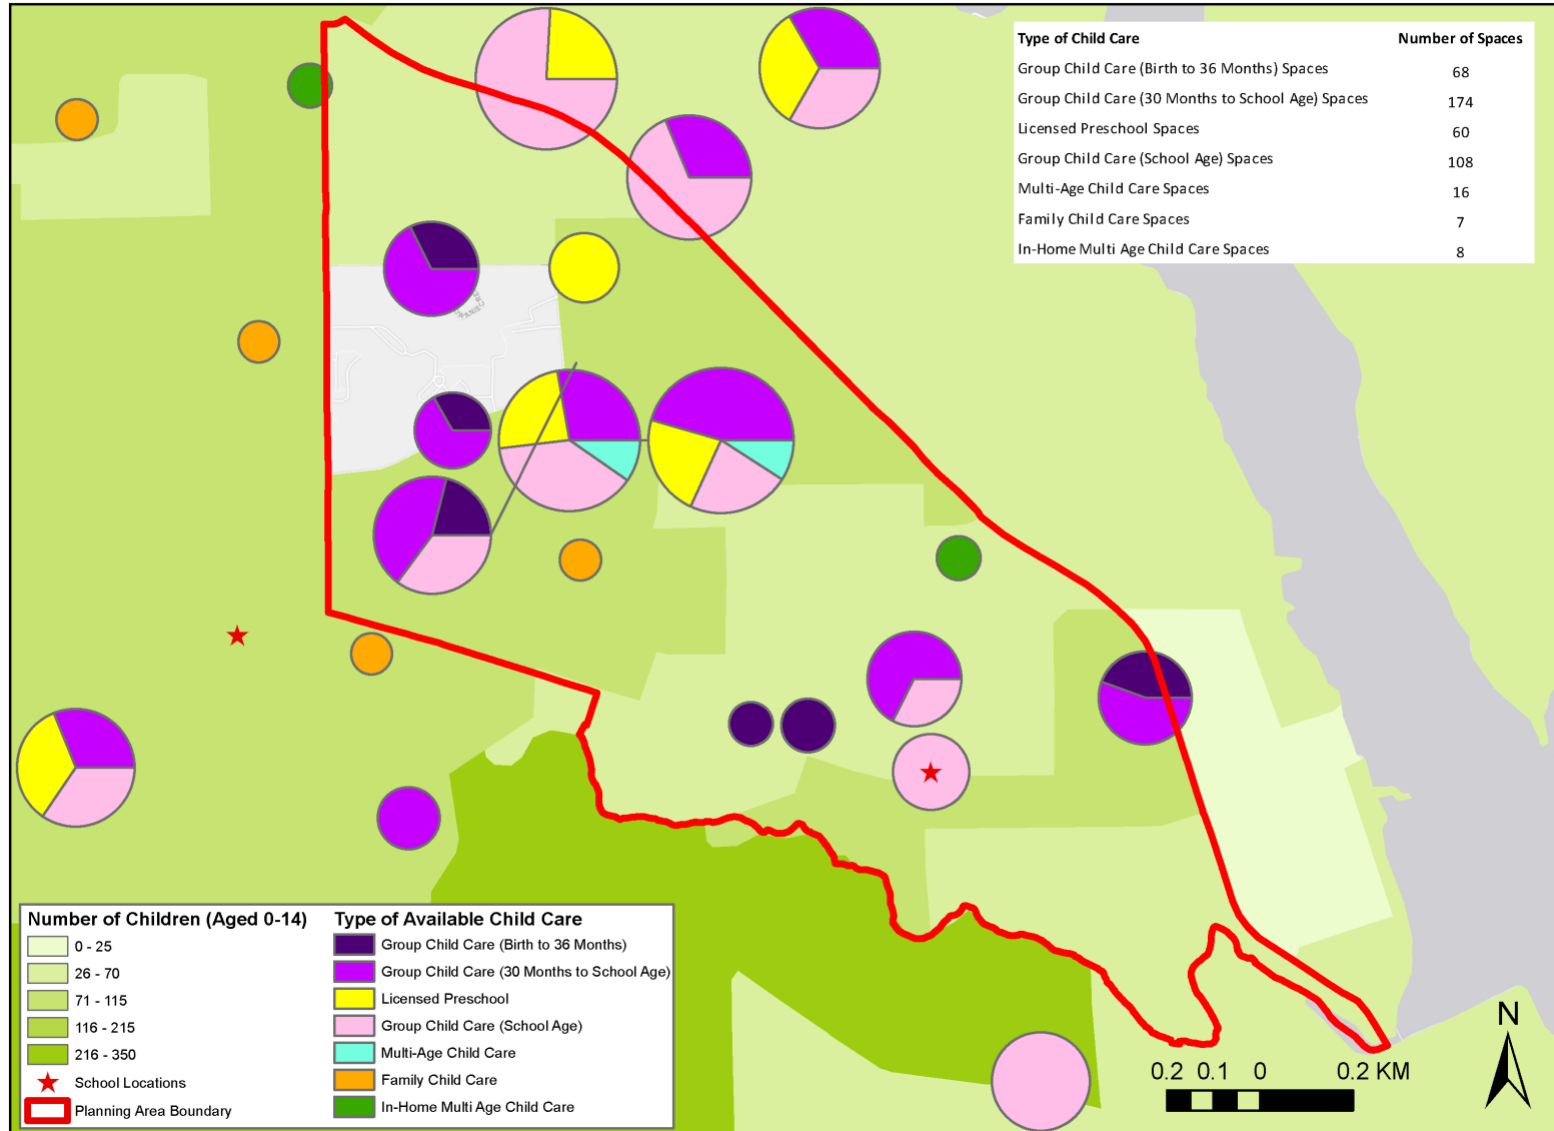 Type of Child Care Number of Spaces
Group Child Care (Birth to 36 Months) Spaces 68
Group Child Care (30 Months to School Age) Spaces 174
Licensed Preschool Spaces 60
Group Child Care (School Age) Spaces 108
Multi-Age Child Care Spaces 16
Family Child Care Spaces 7
In-Home Multi Age Child Care Spaces 8
Number of Children (Aged 0-14)
0 - 25
26 - 70
71 - 115
116 - 215
216 - 350
School Locations
Planning Area Boundary
Type of Available Child Care
Group Child Care (Birth to 36 Months)
Group Child Care (30 Months to School Age)
Licensed Preschool
Group Child Care (School Age)
Multi-Age Child Care
Family Child Care
In-Home Multi Age Child Care
N
0.2 0.1 0 0.2 KM